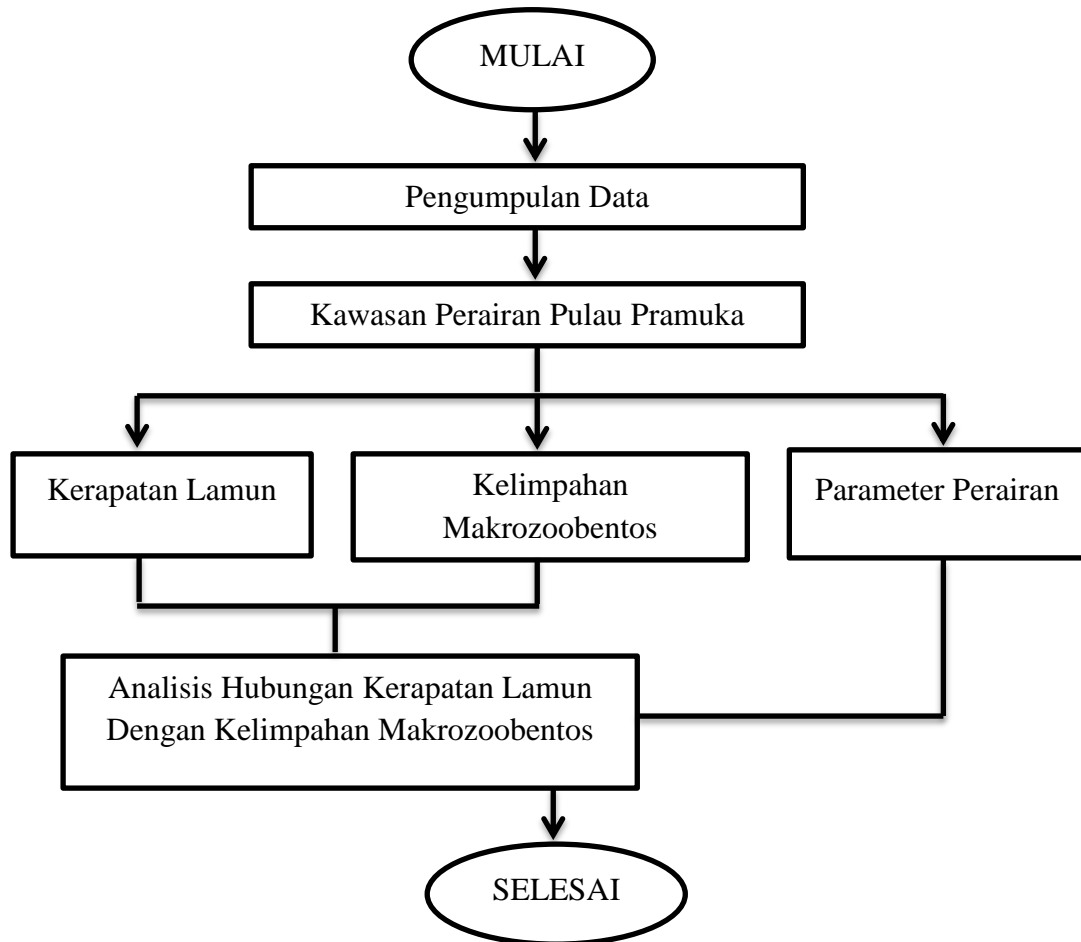 MULAI
Pengumpulan Data
Kawasan Perairan Pulau Pramuka
Kerapatan Lamun
Kelimpahan
Makrozoobentos
Parameter Perairan
Analisis Hubungan Kerapatan Lamun
Dengan Kelimpahan Makrozoobentos
SELESAI